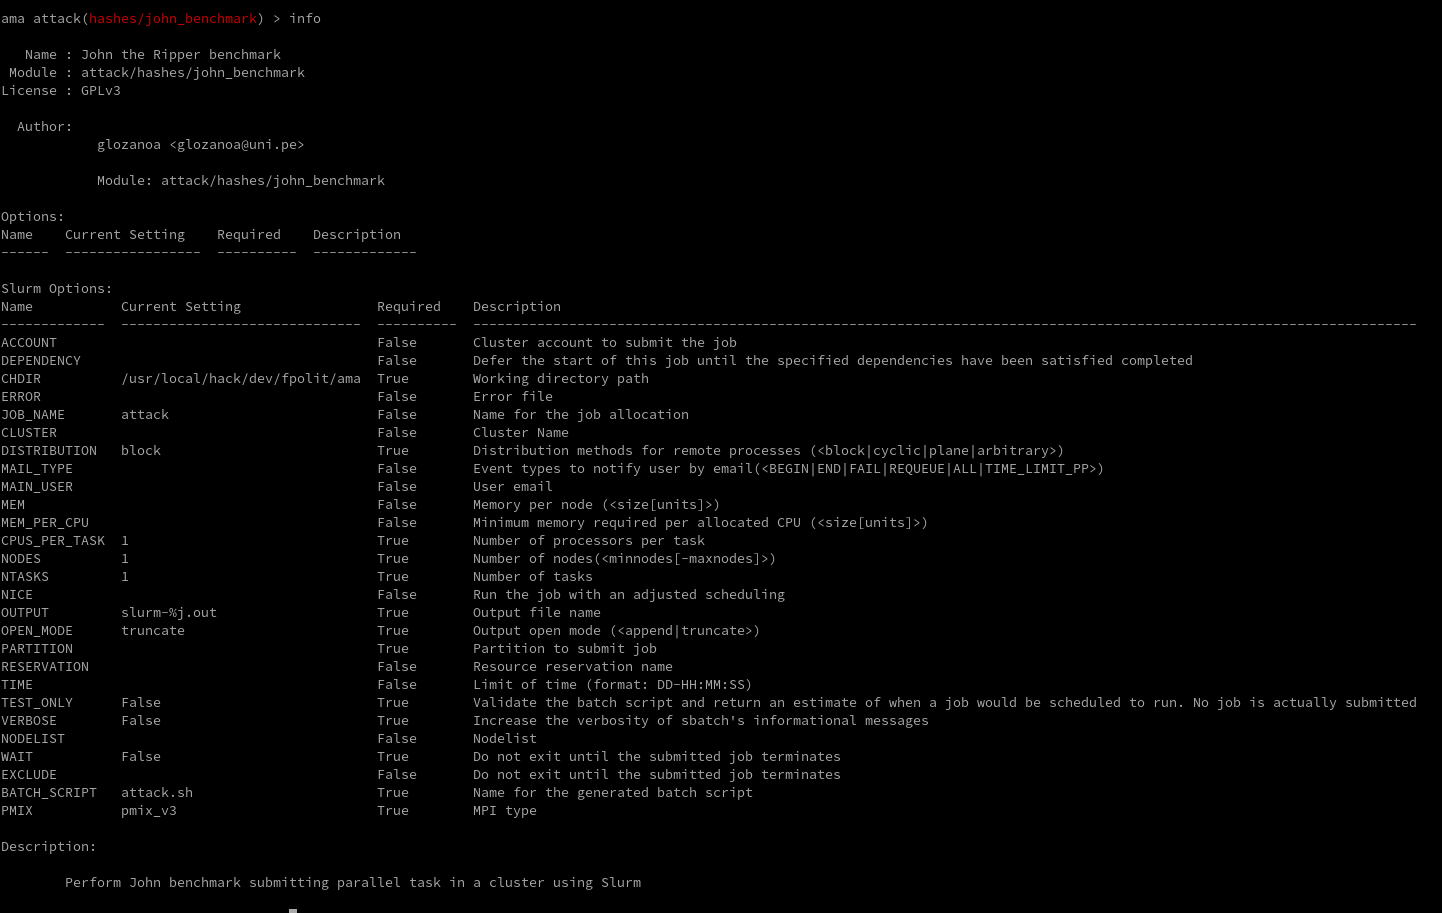 ama attack(hashes/john_benchmark) > info
Name : John the Ripper benchmark
Module : attack/hashes/john_benchmark
License : GPLv3
Author:
glozanoa <glozanoa@uni.pe>
Module: attack/hashes/john_benchmark
Options:
Name    Current Setting    Required    Description
------  -----------------  ----------  -------------
Slurm Options:
Name           Current Setting                 Required    Description
-------------  ------------------------------  ----------  ----------------------------------------------------------------------------------------------------------------------
ACCOUNT                                        False       Cluster account to submit the job
DEPENDENCY                                     False       Defer the start of this job until the specified dependencies have been satisfied completed
CHDIR          /usr/local/hack/dev/fpolit/ama  True        Working directory path
ERROR                                          False       Error file
JOB_NAME       attack                          False       Name for the job allocation
CLUSTER                                        False       Cluster Name
DISTRIBUTION   block                           True        Distribution methods for remote processes (<block|cyclic|plane|arbitrary>)
MAIL_TYPE                                      False       Event types to notify user by email(<BEGIN|END|FAIL|REQUEUE|ALL|TIME_LIMIT_PP>)
MAIN_USER                                      False       User email
MEM                                            False       Memory per node (<size[units]>)
MEM_PER_CPU                                    False       Minimum memory required per allocated CPU (<size[units]>)
CPUS_PER_TASK  1                               True        Number of processors per task
NODES          1                               True        Number of nodes(<minnodes[-maxnodes]>)
NTASKS         1                               True        Number of tasks
NICE                                           False       Run the job with an adjusted scheduling
OUTPUT         slurm-%j.out                    True        Output file name
OPEN_MODE      truncate                        True        Output open mode (<append|truncate>)
PARTITION                                      True        Partition to submit job
RESERVATION                                    False       Resource reservation name
TIME                                           False       Limit of time (format: DD-HH:MM:SS)
TEST_ONLY      False                           True        Validate the batch script and return an estimate of when a job would be scheduled to run. No job is actually submitted
VERBOSE        False                           True        Increase the verbosity of sbatch's informational messages
NODELIST                                       False       Nodelist
WAIT           False                           True        Do not exit until the submitted job terminates
EXCLUDE                                        False       Do not exit until the submitted job terminates
BATCH_SCRIPT   attack.sh                       True        Name for the generated batch script
PMIX           pmix_v3                         True        MPI type
Description:
Perform John benchmark submitting parallel task in a cluster using Slurm